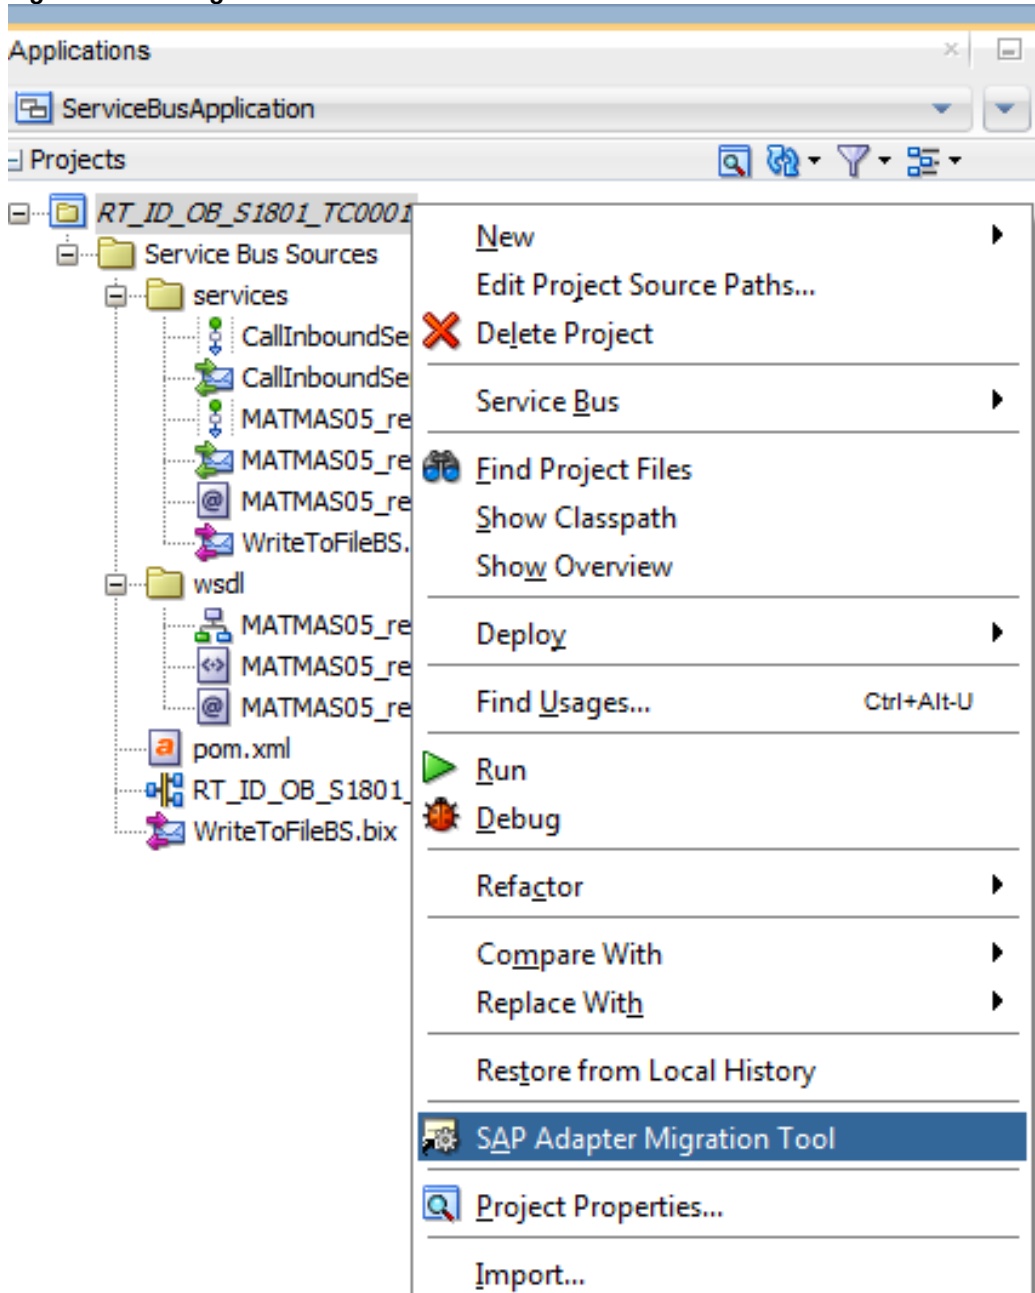 Applications
ServiceBusApplication
Projects
RT_ID_OB_S1801_TC0001
Service Bus Sources
services
CallInboundSe
CallInboundSe
MATMAS05_re
MATMAS05_re
MATMAS05_re
WriteToFileBS.
wsdl
MATMAS05_re
MATMAS05_re
MATMAS05_re
pom.xml
RT_ID_OB_S1801_
WriteToFileBS.bix
New
Edit Project Source Paths...
Delete Project
Service Bus
Find Project Files
Show Classpath
Show Overview
Deploy
Find Usages... Ctrl+Alt-U
Run
Debug
Refactor
Compare With
Replace With
Restore from Local History
SAP Adapter Migration Tool
Project Properties...
Import...